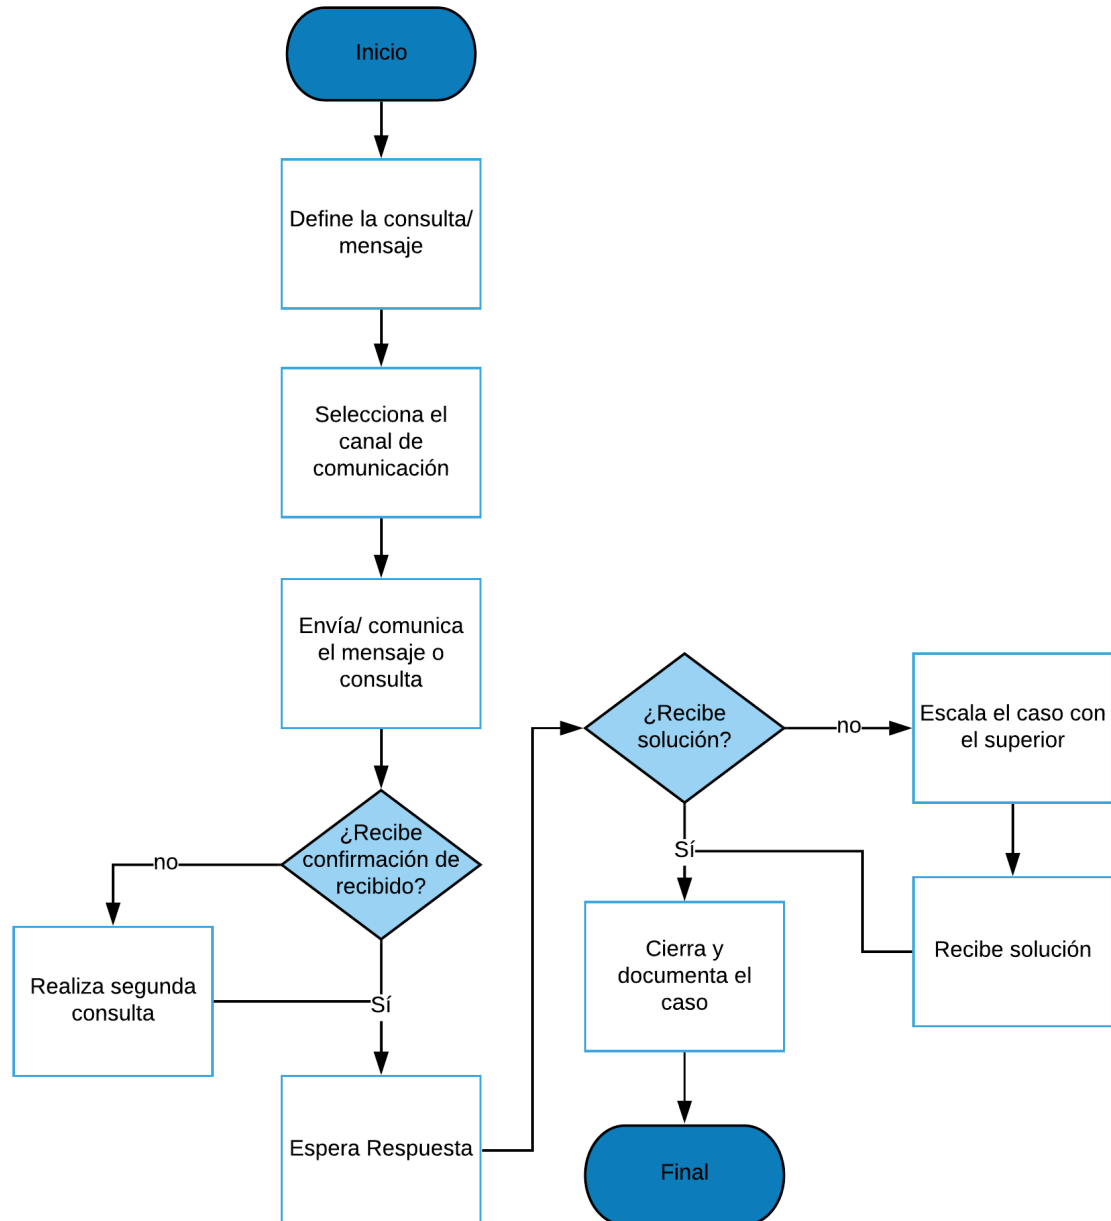 Inicio
Define la consulta/
mensaje
Selecciona el
canal de
comunicación
Envía/ comunica
el mensaje o
consulta
¿Recibe
confirmación de
recibido?
no
Realiza segunda
consulta
Sí
Espera Respuesta
¿Recibe
solución?
no
Escala el caso con
el superior
Recibe solución
Sí
Cierra y
documenta el
caso
Final